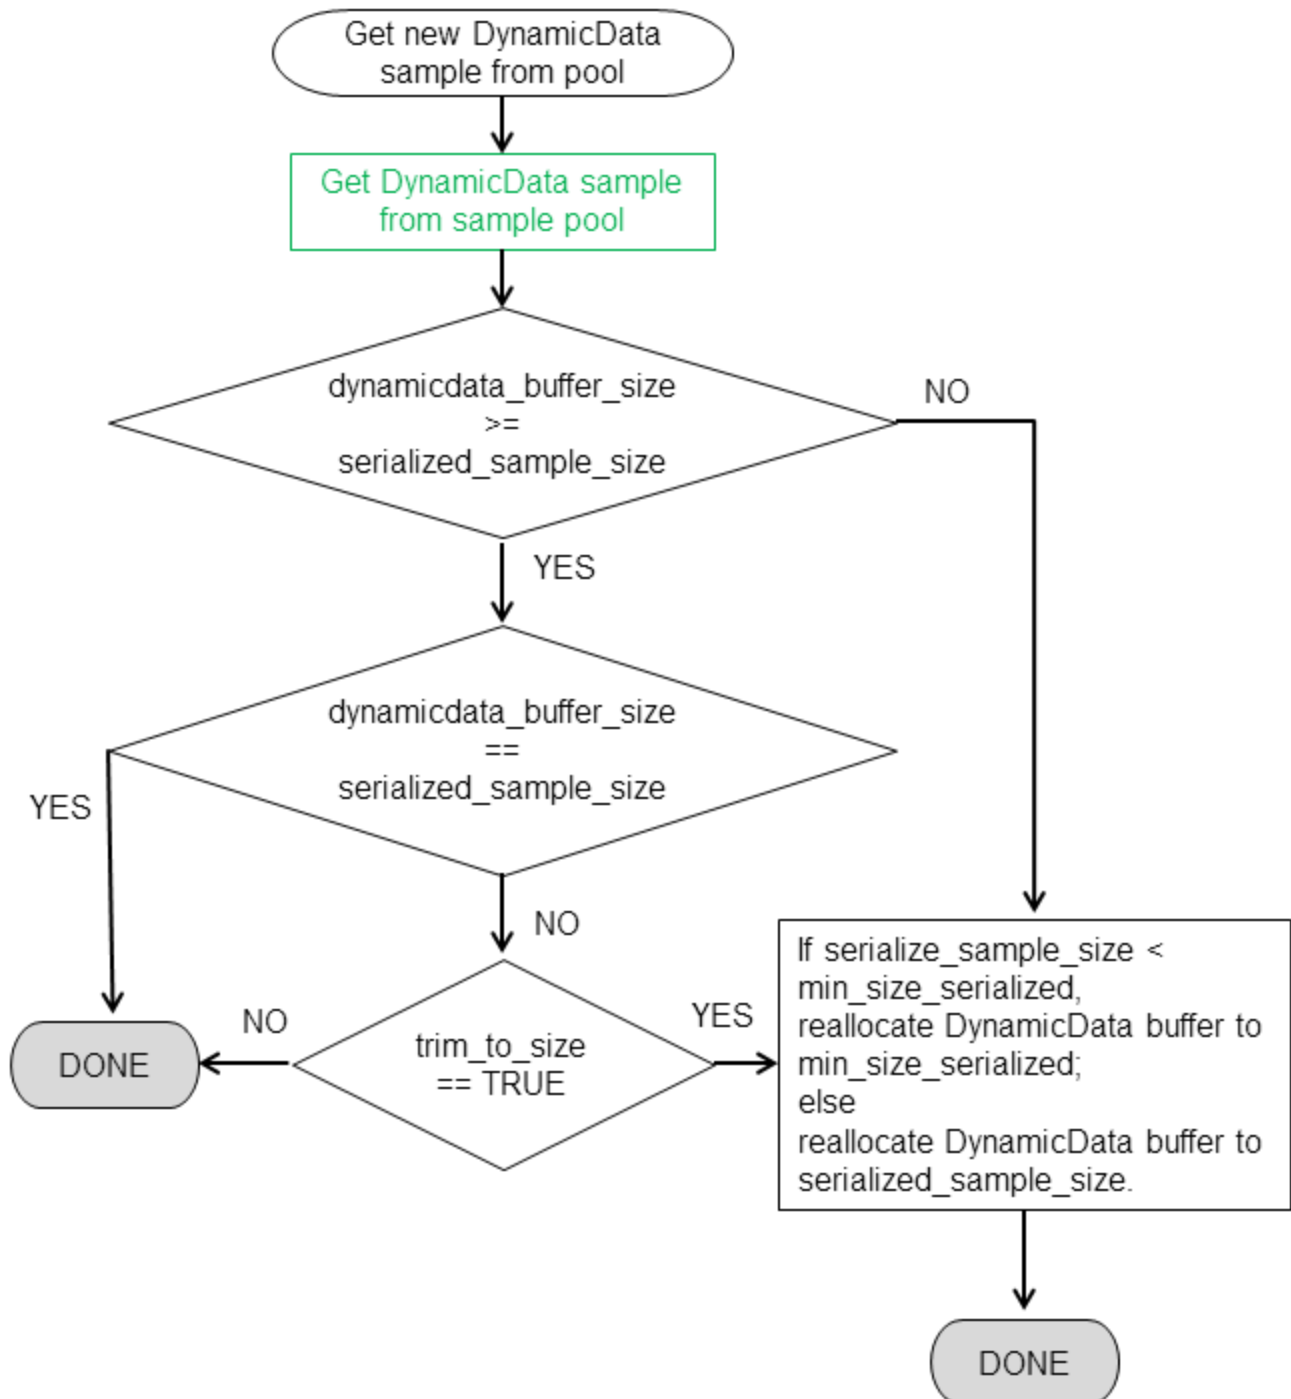 Get new DynamicData
sample from pool
Get DynamicData sample
from sample pool
dynamicdata_buffer_size
>=
serialized_sample_size
NO
YES
dynamicdata_buffer_size
==
serialized_sample_size
YES
NO
If serialize_sample_size <
min_size_serialized,
reallocate DynamicData buffer to
min_size_serialized;
else
reallocate DynamicData buffer to
serialized_sample_size.
NO
YES
trim_to_size
== TRUE
DONE
DONE